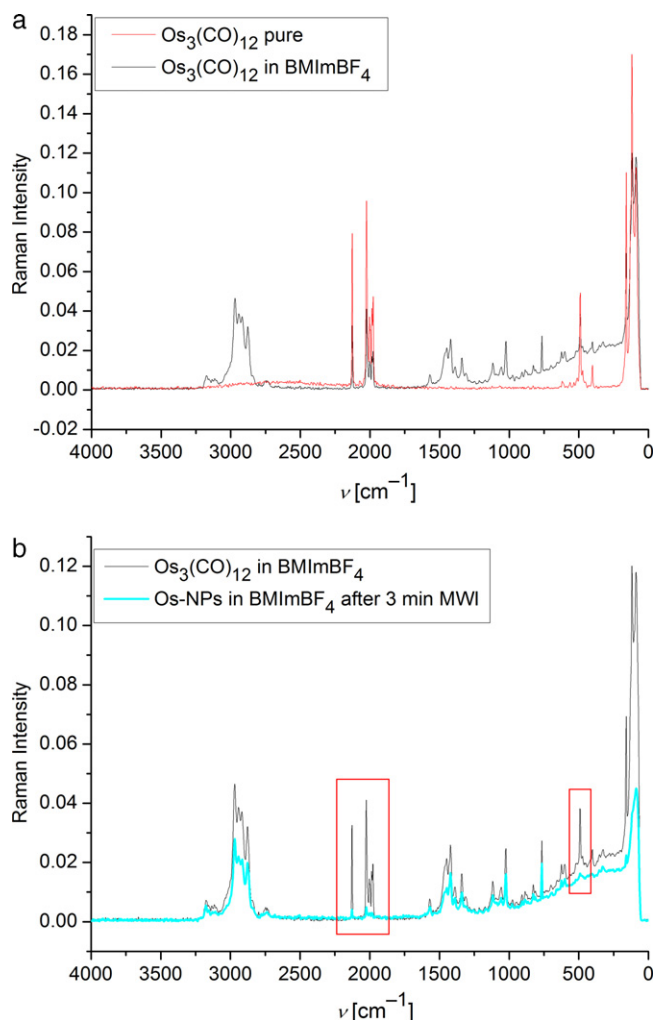 a
Os₃(CO)₁₂ pure
Os₃(CO)₁₂ in BMImBF₄
0.18
0.16
0.14
0.12
0.10
0.08
0.06
0.04
0.02
0.00
-0.02
Raman Intensity
4000 3500 3000 2500 2000 1500 1000 500 0
ν [cm⁻¹]
b
Os₃(CO)₁₂ in BMImBF₄
Os-NPs in BMImBF₄ after 3 min MWI
0.12
0.10
0.08
0.06
0.04
0.02
0.00
Raman Intensity
4000 3500 3000 2500 2000 1500 1000 500 0
ν [cm⁻¹]